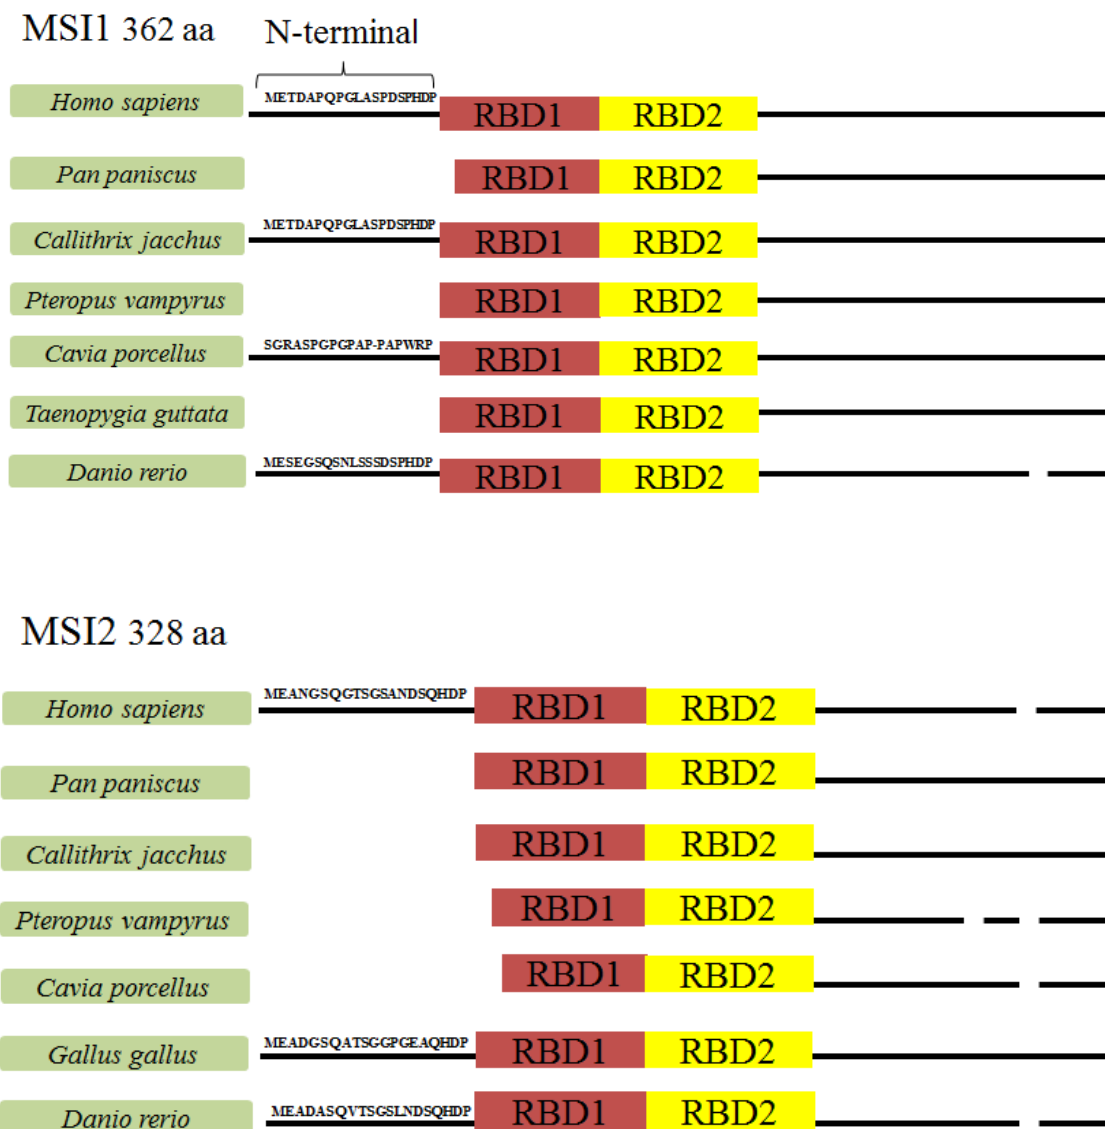 MSI1 362 aa N-terminal
Homo sapiens METDAPQPGLASPDSPHDP RBD1 RBD2
Pan paniscus RBD1 RBD2
Callithrix jacchus METDAPQPGLASPDSPHDP RBD1 RBD2
Pteropus vampyrus RBD1 RBD2
Cavia porcellus SGRASPGPGPAP-PAPWRP RBD1 RBD2
Taenopygia guttata RBD1 RBD2
Danio rerio MESEGSQSNLSSSDSPHDP RBD1 RBD2
MSI2 328 aa
Homo sapiens MEANGSQGTSGSANDSQHDP RBD1 RBD2
Pan paniscus RBD1 RBD2
Callithrix jacchus RBD1 RBD2
Pteropus vampyrus RBD1 RBD2
Cavia porcellus RBD1 RBD2
Gallus gallus MEADGSQATSGGPGEAQHDP RBD1 RBD2
Danio rerio MEADASQVTSGSLNDSQHDP RBD1 RBD2